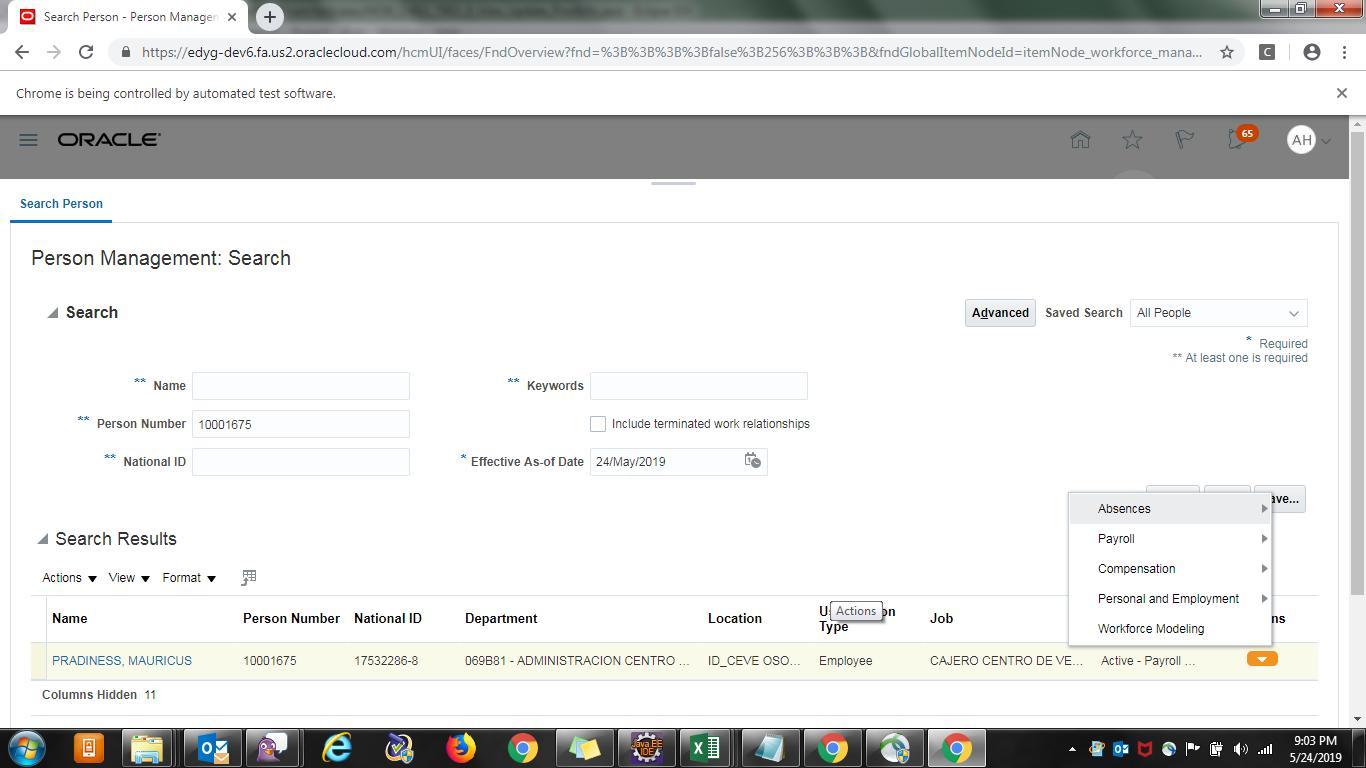 Search Person - Person Managem
https://edyg-dev6.fa.us2.oraclecloud.com/hcmUI/faces/FndOverview?fnd=%3B%3B%3B%3Bfalse%3B256%3B%3B%3B&fndGlobalItemNodeId=itemNode_workforce_mana...
C
Chrome is being controlled by automated test software.
ORACLE
65
AH
Search Person
Person Management: Search
Search
Advanced
Saved Search
All People
* Required
** At least one is required
** Name
** Keywords
** Person Number 10001675
Include terminated work relationships
** National ID
* Effective As-of Date 24/May/2019
ave...
Absences
Payroll
Compensation
Personal and Employment
Workforce Modeling
Search Results
Actions View Format
Actions
Name Person Number National ID Department Location Type Job
PRADINESS, MAURICUS 10001675 17532286-8 069B81 - ADMINISTRACION CENTRO ... ID_CEVE OSO... Employee CAJERO CENTRO DE VE... Active - Payroll ...
Columns Hidden 11
Java EE
IDE
9:03 PM
5/24/2019